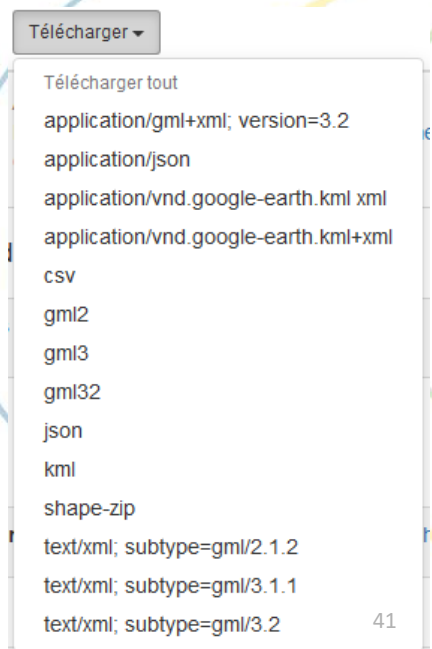 Télécharger
Télécharger tout
application/gml+xml; version=3.2
application/json
application/vnd.google-earth.kml xml
application/vnd.google-earth.kml+xml
csv
gml2
gml3
gml32
json
kml
shape-zip
text/xml; subtype=gml/2.1.2
text/xml; subtype=gml/3.1.1
text/xml; subtype=gml/3.2
41